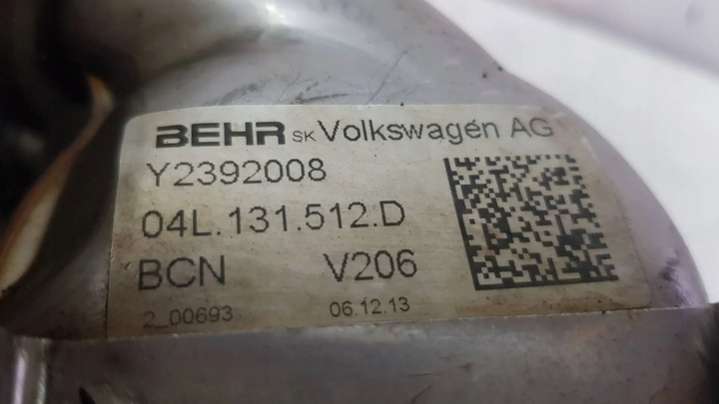 BEHR SK Volkswagen AG
Y2392008
04L.131.512.D
BCN V206
2_00693 06.12.13